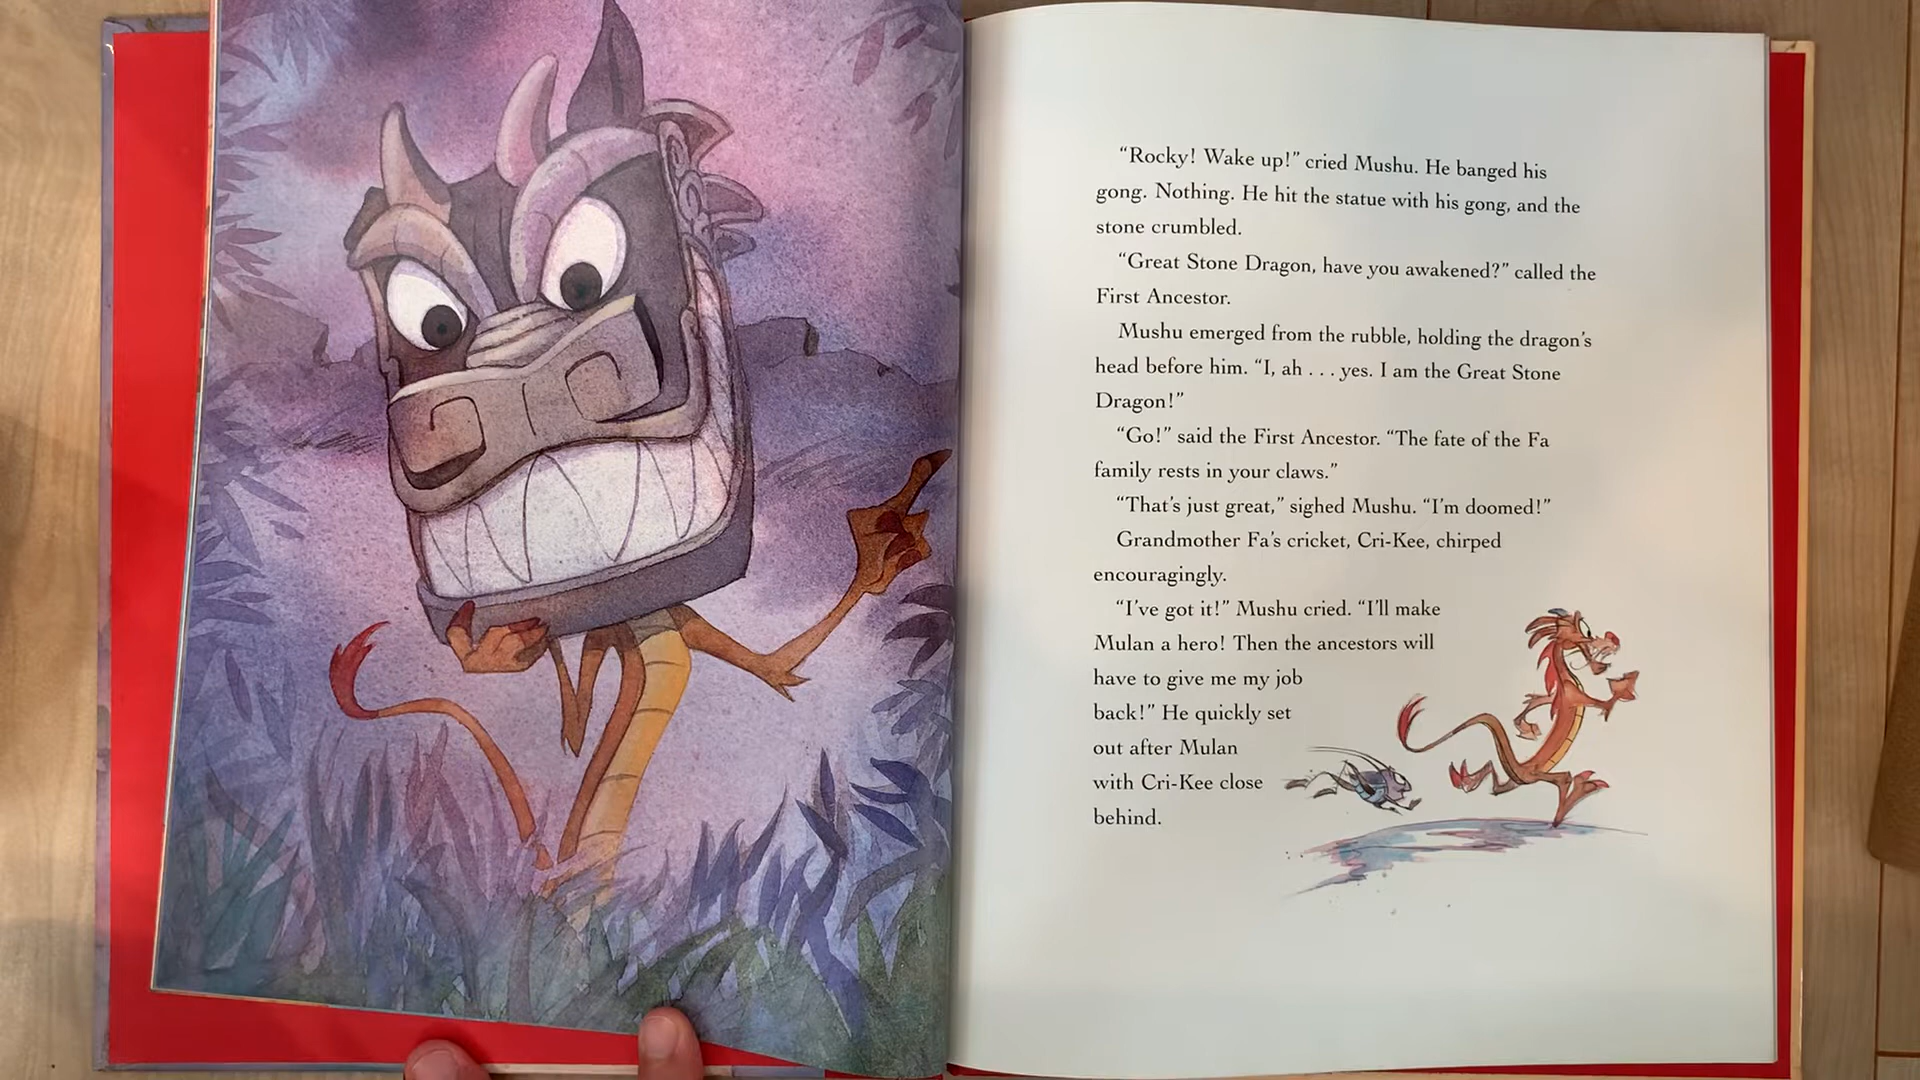 “Rocky! Wake up!” cried Mushu. He banged his
gong. Nothing. He hit the statue with his gong, and the
stone crumbled.
“Great Stone Dragon, have you awakened?” called the
First Ancestor.
Mushu emerged from the rubble, holding the dragon’s
head before him. “I, ah . . . yes. I am the Great Stone
Dragon!”
“Go!” said the First Ancestor. “The fate of the Fa
family rests in your claws.”
“That’s just great,” sighed Mushu. “I’m doomed!”
Grandmother Fa’s cricket, Cri-Kee, chirped
encouragingly.
“I’ve got it!” Mushu cried. “I’ll make
Mulan a hero! Then the ancestors will
have to give me my job
back!” He quickly set
out after Mulan
with Cri-Kee close
behind.